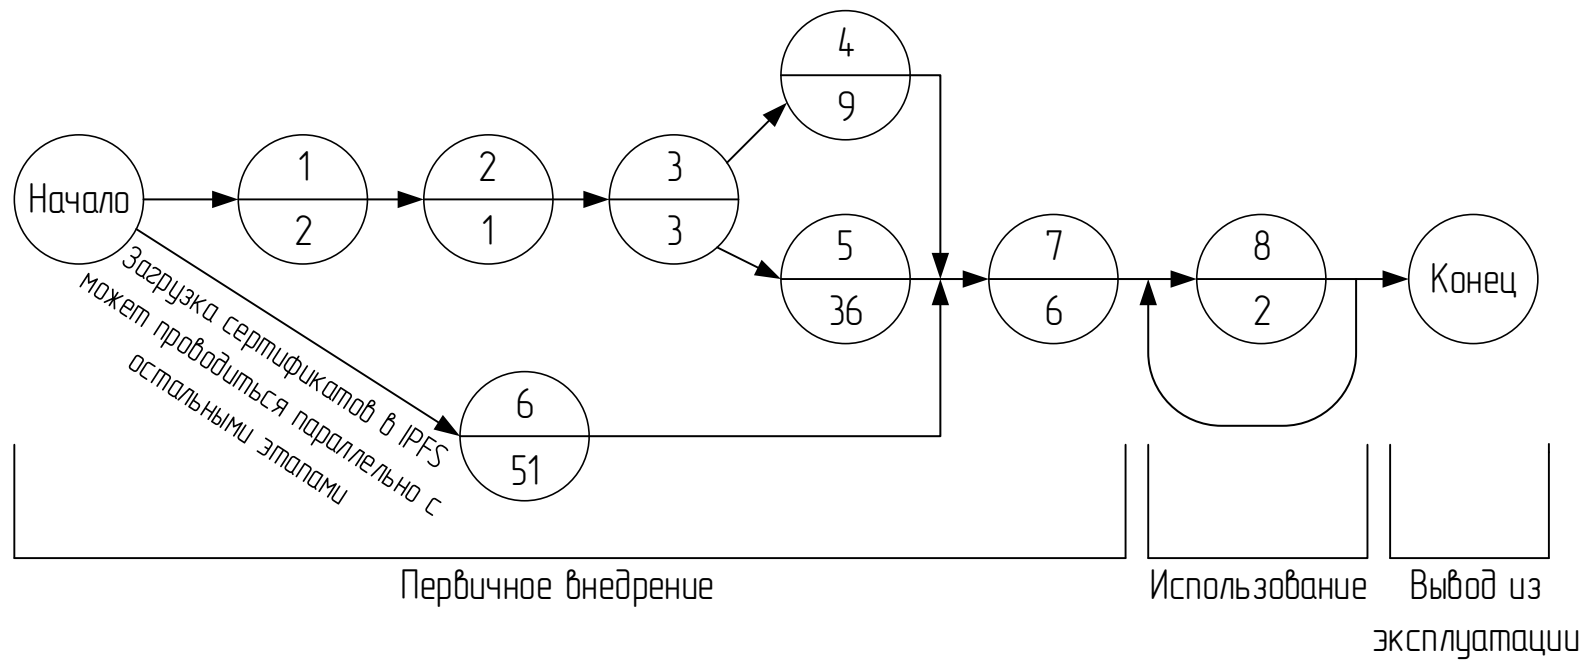 4
9
Начало
1
2
2
1
3
3
5
36
7
6
8
2
Конец
Загрузка сертификатов в IPFS
может проводиться параллельно с
остальными этапами
6
51
Первичное внедрение
Использование
Вывод из
эксплуатации